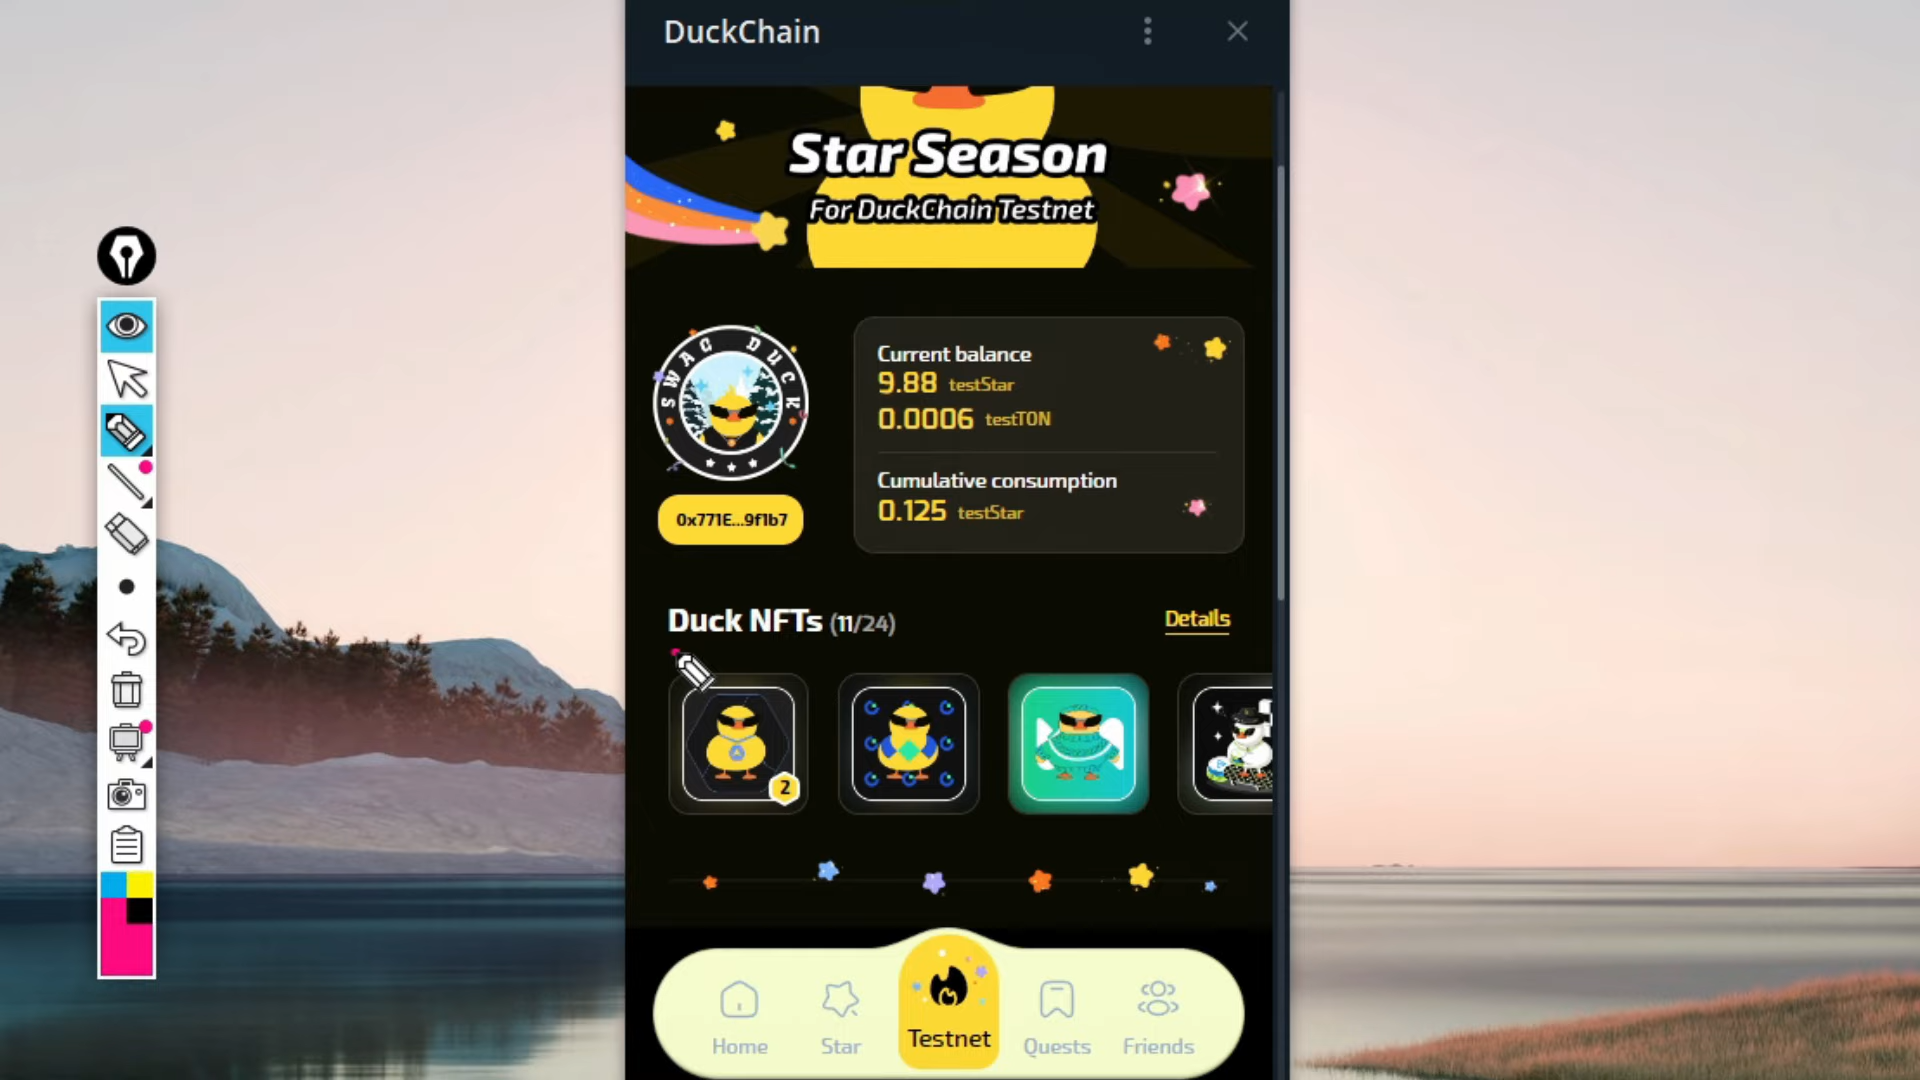 DuckChain
Star Season
For DuckChain Testnet
SWAG DUCK
0x771E...9f1b7
Current balance
9.88 testStar
0.0006 testTON
Cumulative consumption
0.125 testStar
Duck NFTs (11/24)
Details
2
Home
Star
Testnet
Quests
Friends